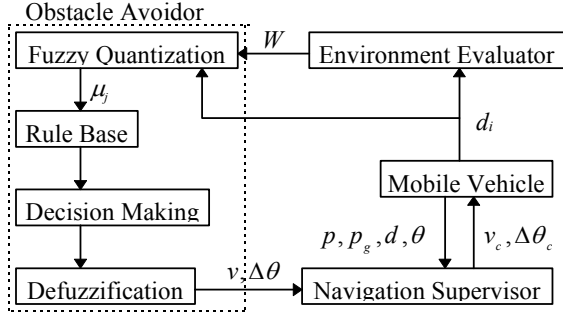 Obstacle Avoidor
Fuzzy Quantization
W
Environment Evaluator
μj
di
Rule Base
Mobile Vehicle
Decision Making
p, pg, d, θ
vc, Δθc
v, Δθ
Defuzzification
Navigation Supervisor